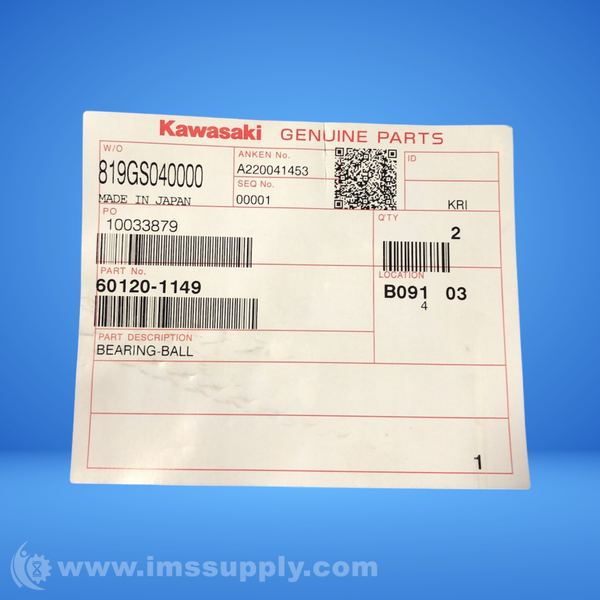 Kawasaki GENUINE PARTS
W/O
819GS040000
MADE IN JAPAN
ANKEN No.
A220041453
SEQ No.
00001
ID
KRI
PO
10033879
Q'TY
2
PART No.
60120-1149
LOCATION
B091 03
4
PART DESCRIPTION
BEARING-BALL
1
www.imssupply.com